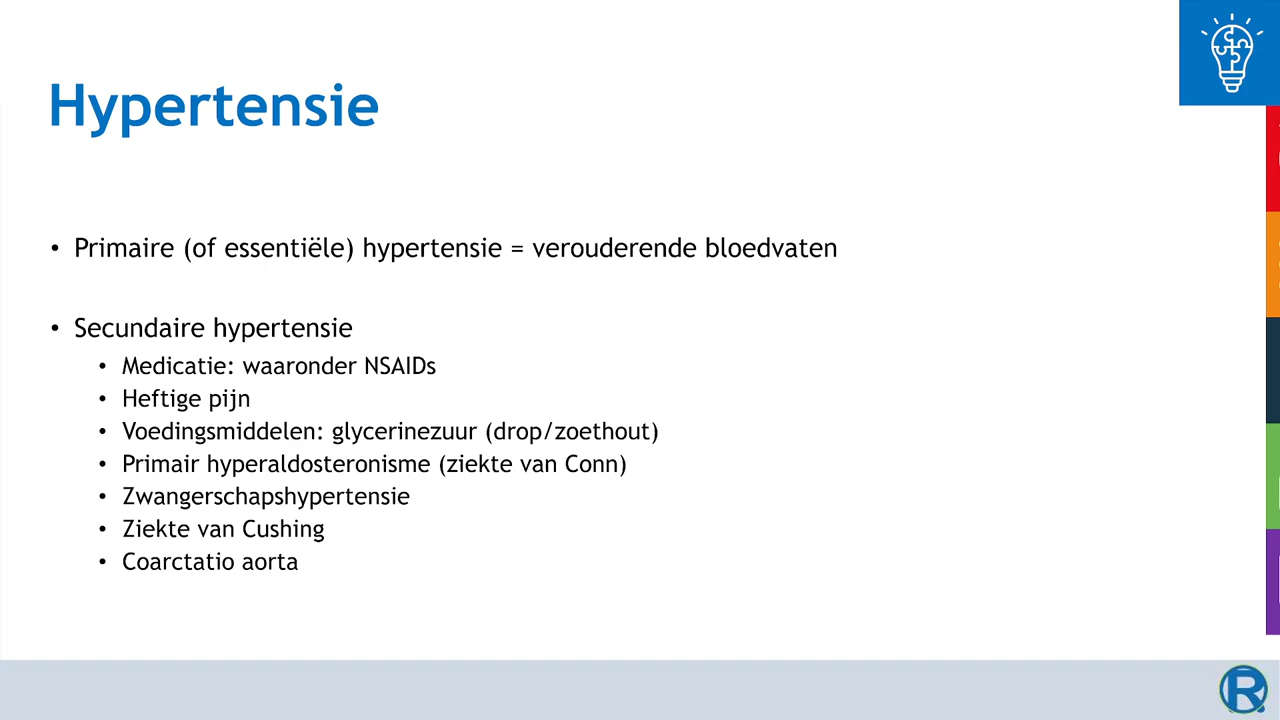 Hypertensie
• Primaire (of essentiële) hypertensie = verouderende bloedvaten
• Secundaire hypertensie
• Medicatie: waaronder NSAIDs
• Heftige pijn
• Voedingsmiddelen: glycerinezuur (drop/zoethout)
• Primair hyperaldosteronisme (ziekte van Conn)
• Zwangerschapshypertensie
• Ziekte van Cushing
• Coarctatio aorta
R